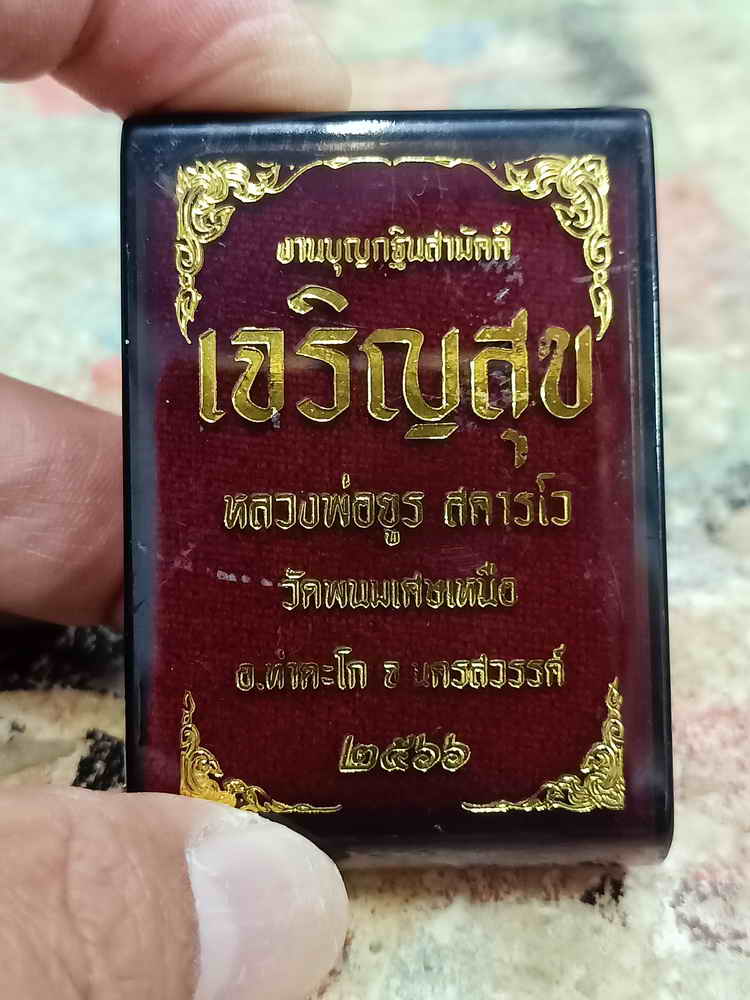 งานบุญกฐินสามัคคี
เจริญสุข
หลวงพ่อยูร สคารโว
วัดพนมเศษเหนือ
อ.ท่าตะโก จ นครสวรรค์
๒๕๖๖